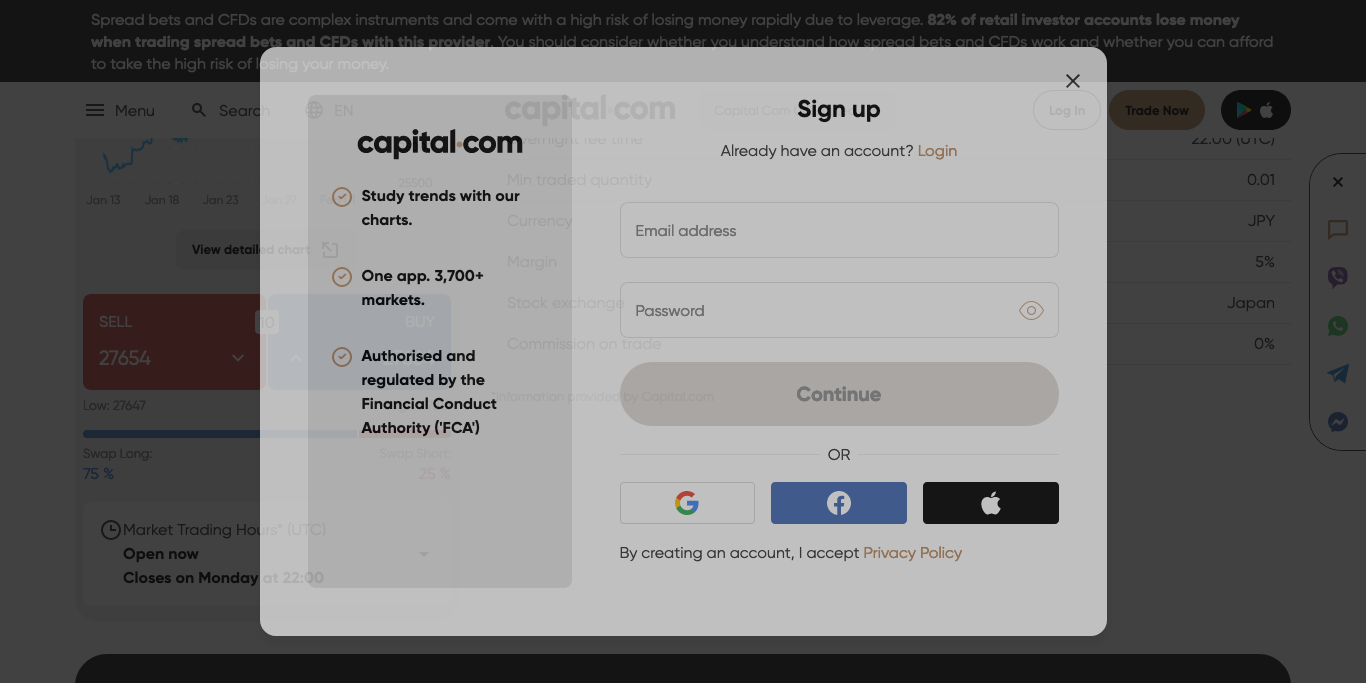 Spread bets and CFDs are complex instruments and come with a high risk of losing money rapidly due to leverage. 82% of retail investor accounts lose money
when trading spread bets and CFDs with this provider. You should consider whether you understand how spread bets and CFDs work and whether you can afford
to take the high risk of losing your money.
Menu
Search
EN
capital.com
Capital Com
Log In
Trade Now
Overnight fee time
22:00 (UTC)
Min traded quantity
0.01
Currency
JPY
Margin
5%
Stock exchange
Japan
Commission on trade
0%
*Information provided by Capital.com
25500
Jan 13
Jan 18
Jan 23
Jan 27
View detailed chart
SELL
27654
10
BUY
Low: 27647
Swap Long:
75 %
Swap Short:
25 %
Market Trading Hours* (UTC)
Open now
Closes on Monday at 22:00
capital.com
Study trends with our
charts.
One app. 3,700+
markets.
Authorised and
regulated by the
Financial Conduct
Authority ('FCA')
Sign up
Already have an account? Login
Email address
Password
Continue
OR
By creating an account, I accept Privacy Policy